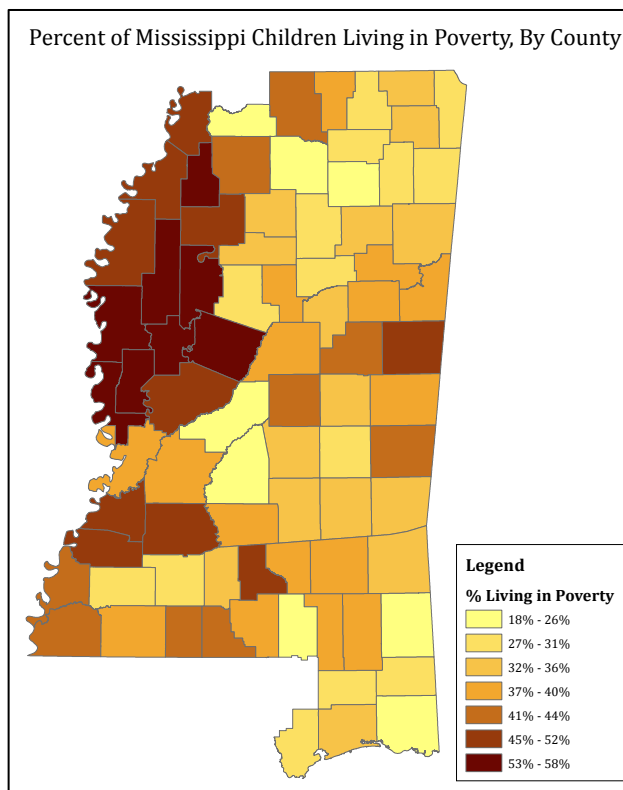 Percent of Mississippi Children Living in Poverty, By County
Legend
% Living in Poverty
18% - 26%
27% - 31%
32% - 36%
37% - 40%
41% - 44%
45% - 52%
53% - 58%